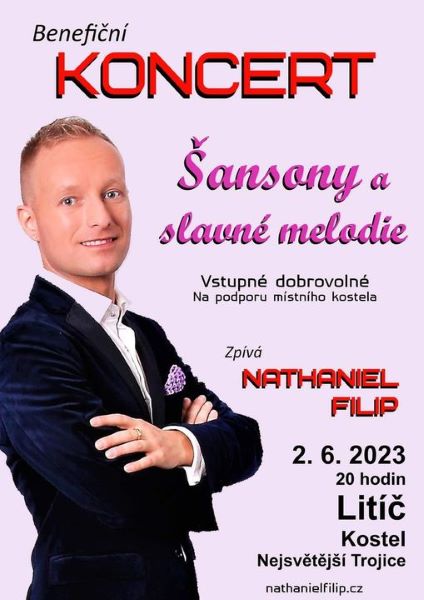 Benefiční
KONCERT
Šansony a
slavné melodie
Vstupné dobrovolné
Na podporu místního kostela
Zpívá
NATHANIEL
FILIP
2. 6. 2023
20 hodin
Litíč
Kostel
Nejsvětější Trojice
nathanielfilip.cz